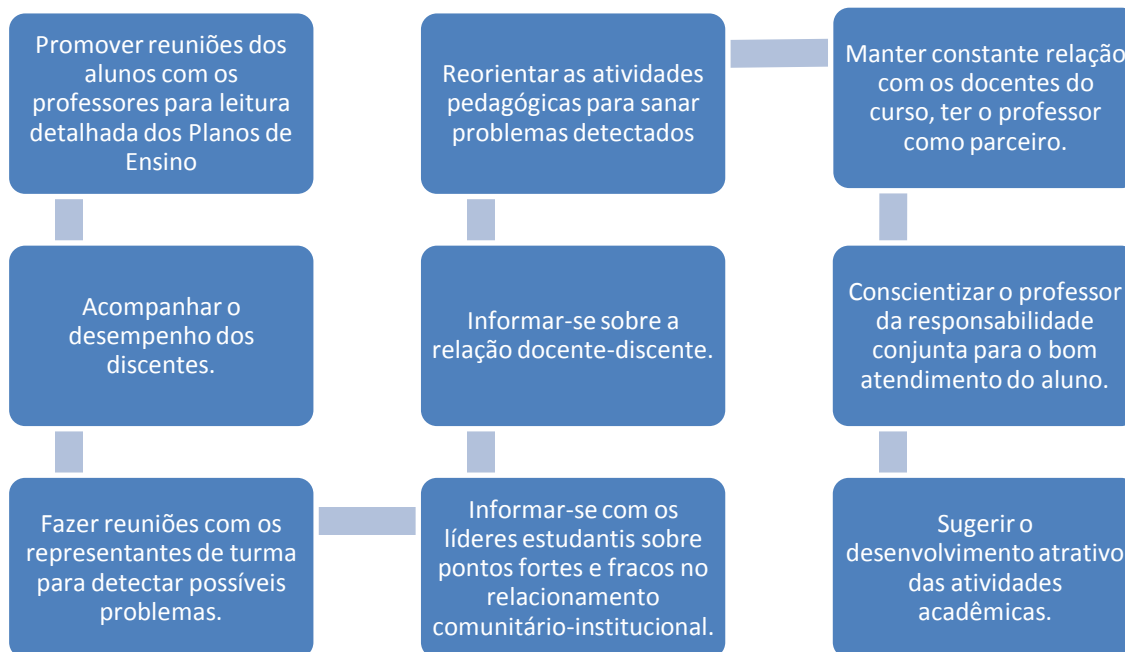 Promover reuniões dos
alunos com os
professores para leitura
detalhada dos Planos de
Ensino
Acompanhar o
desempenho dos
discentes.
Fazer reuniões com os
representantes de turma
para detectar possíveis
problemas.
Informar-se com os
líderes estudantis sobre
pontos fortes e fracos no
relacionamento
comunitário-institucional.
Informar-se sobre a
relação docente-discente.
Reorientar as atividades
pedagógicas para sanar
problemas detectados
Manter constante relação
com os docentes do
curso, ter o professor
como parceiro.
Conscientizar o professor
da responsabilidade
conjunta para o bom
atendimento do aluno.
Sugerir o
desenvolvimento atrativo
das atividades
acadêmicas.